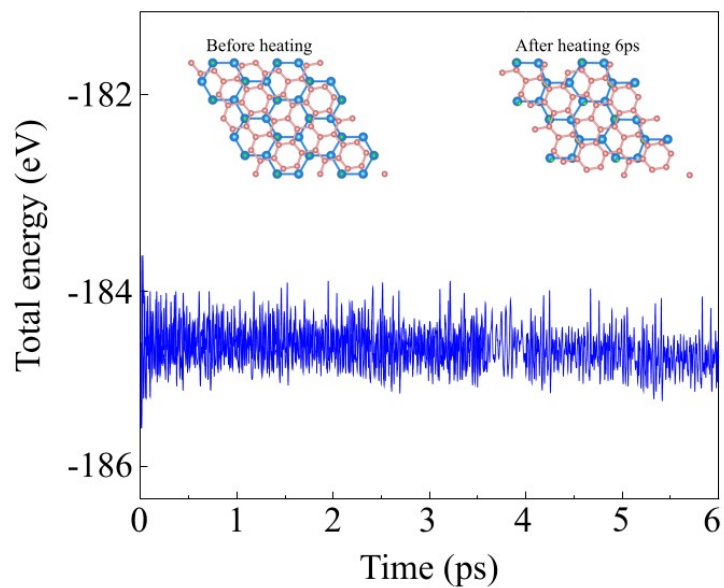 Before heating
After heating 6ps
-182
-184
-186
Total energy (eV)
0 1 2 3 4 5 6
Time (ps)